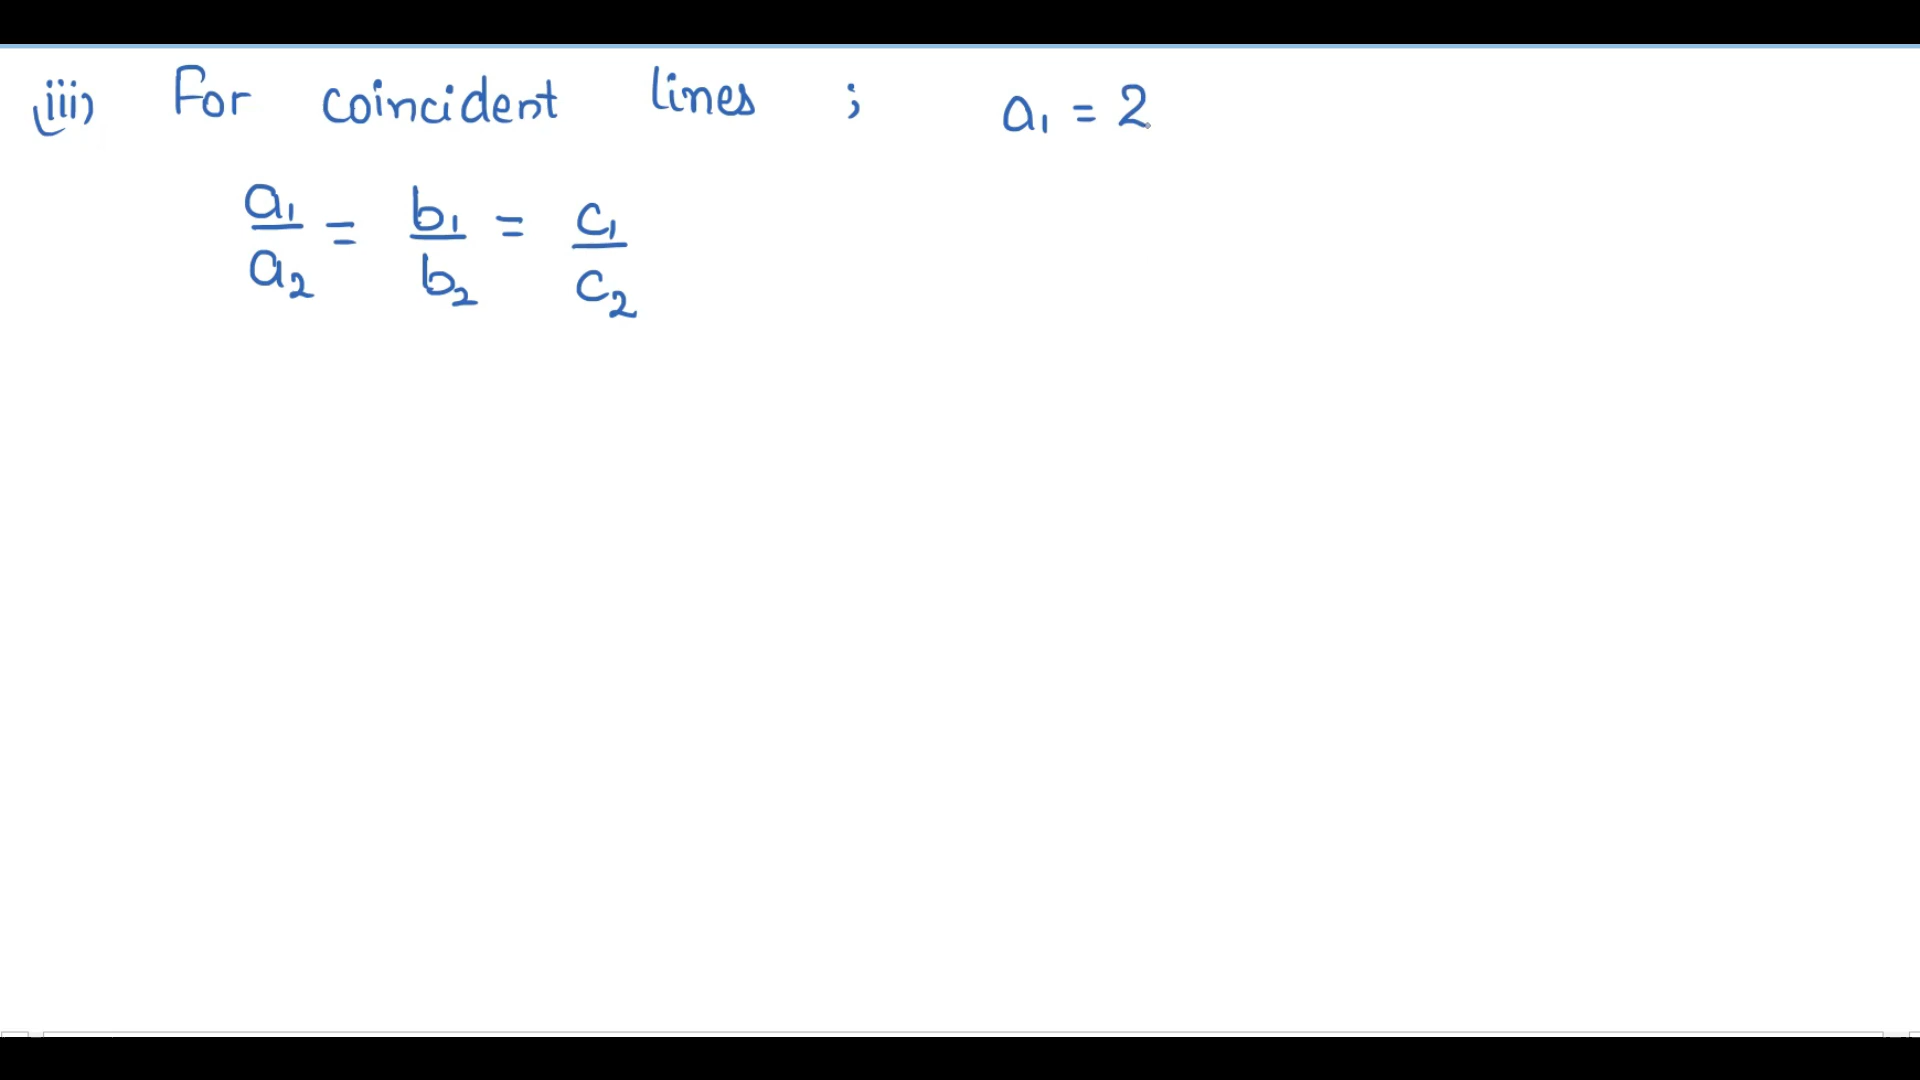 (iii) For coincident lines ; a₁ = 2
a₁/a₂ = b₁/b₂ = c₁/c₂